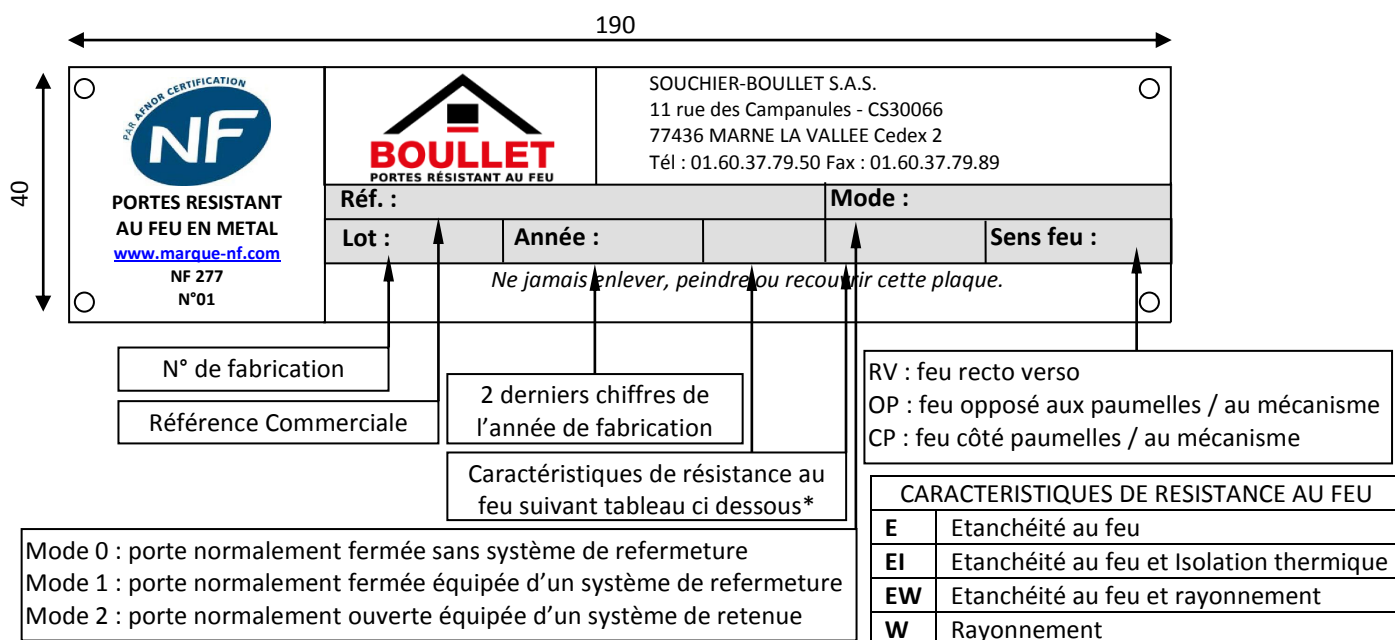 190
40
PAR AFNOR CERTIFICATION
NF
PORTES RESISTANT
AU FEU EN METAL
www.marque-nf.com
NF 277
N°01
BOULLET
PORTES RÉSISTANT AU FEU
SOUCHIER-BOULLET S.A.S.
11 rue des Campanules - CS30066
77436 MARNE LA VALLEE Cedex 2
Tél : 01.60.37.79.50 Fax : 01.60.37.79.89
Réf. : Mode :
Lot : Année : Sens feu :
Ne jamais enlever, peindre ou recouvrir cette plaque.
N° de fabrication
Référence Commerciale
2 derniers chiffres de
l'année de fabrication
Caractéristiques de résistance au
feu suivant tableau ci dessous*
Mode 0 : porte normalement fermée sans système de refermeture
Mode 1 : porte normalement fermée équipée d'un système de refermeture
Mode 2 : porte normalement ouverte équipée d'un système de retenue
RV : feu recto verso
OP : feu opposé aux paumelles / au mécanisme
CP : feu côté paumelles / au mécanisme
CARACTERISTIQUES DE RESISTANCE AU FEU
E Etanchéité au feu
EI Etanchéité au feu et Isolation thermique
EW Etanchéité au feu et rayonnement
W Rayonnement